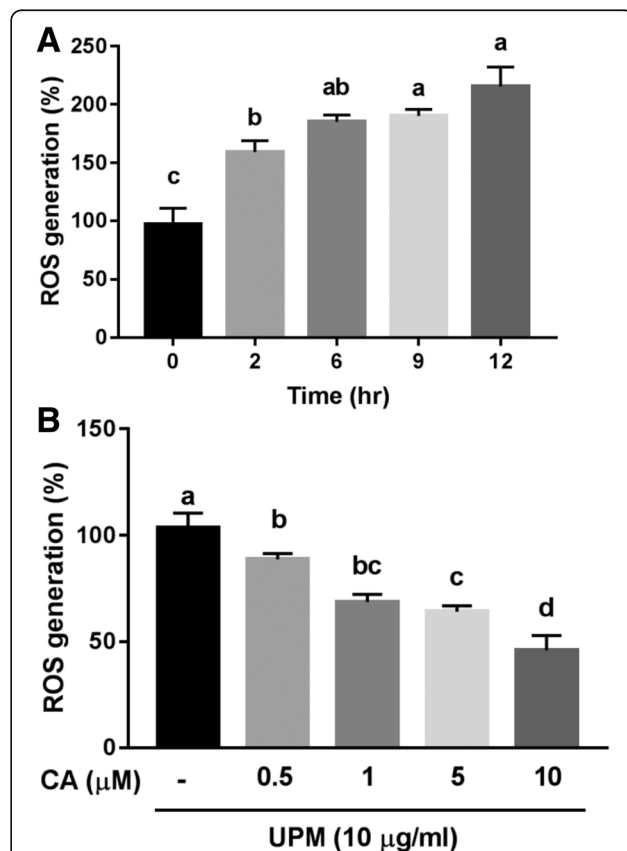 A
ROS generation (%)
250
200
150
100
50
0
c
b
ab
a
a
0 2 6 9 12
Time (hr)
B
ROS generation (%)
150
100
50
0
a
b
bc
c
d
CA (μM) - 0.5 1 5 10
UPM (10 μg/ml)